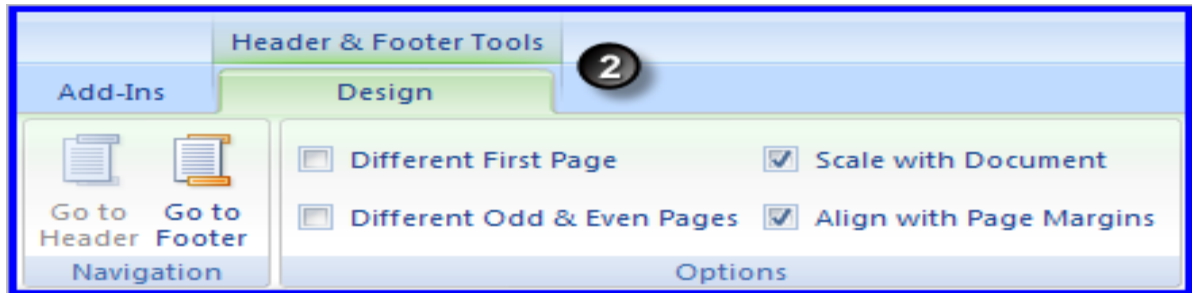 Header & Footer Tools
2
Add-Ins
Design
Different First Page
Scale with Document
Go to Header
Go to Footer
Different Odd & Even Pages
Align with Page Margins
Navigation
Options